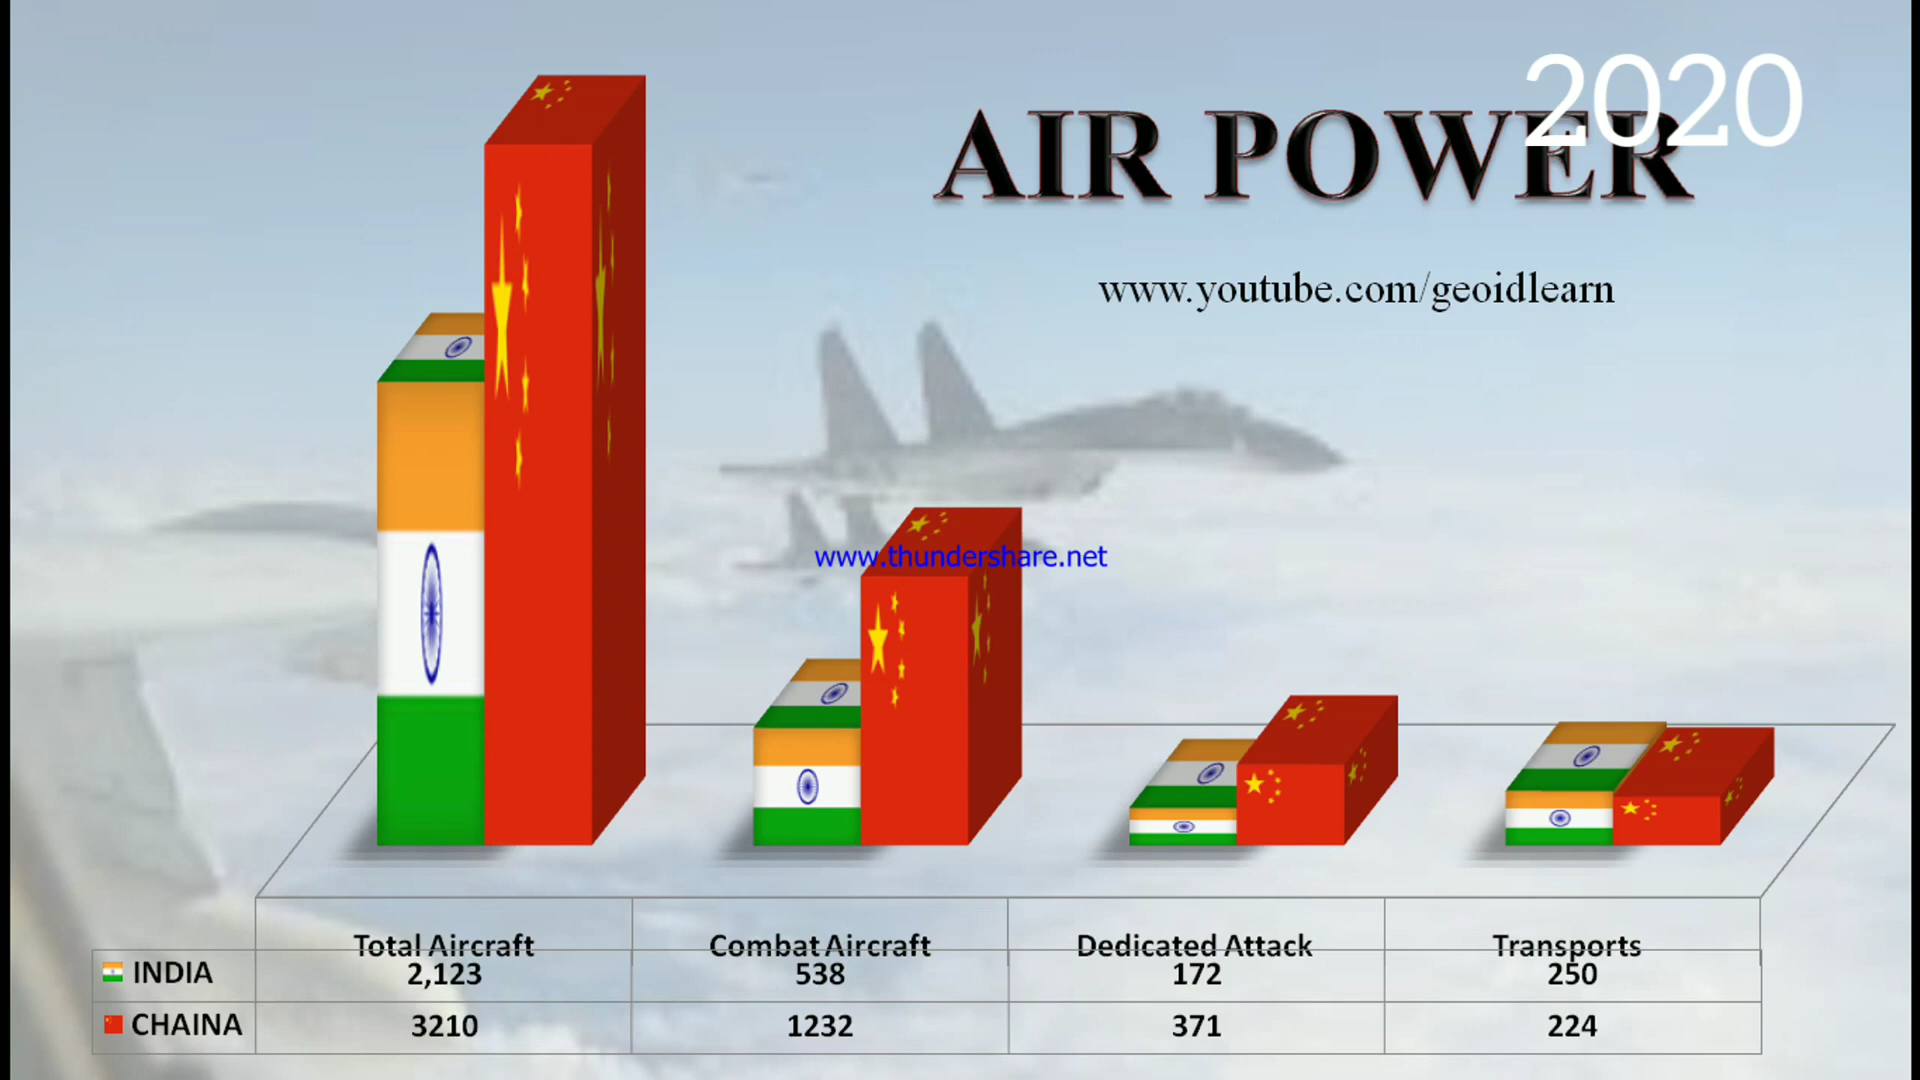 2020
AIR POWER
www.youtube.com/geoidlearn
www.thundershare.net
Total Aircraft Combat Aircraft Dedicated Attack Transports
INDIA 2,123 538 172 250
CHAINA 3210 1232 371 224